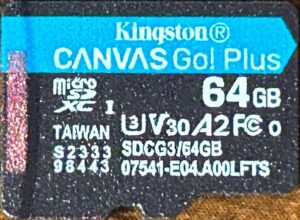 Kingston®
CANVAS Go! Plus
micro SD XC I 64GB
U3 V30 A2 FC
TAIWAN SDCG3/64GB
S2333
98443 07541-E04.A00LFTS